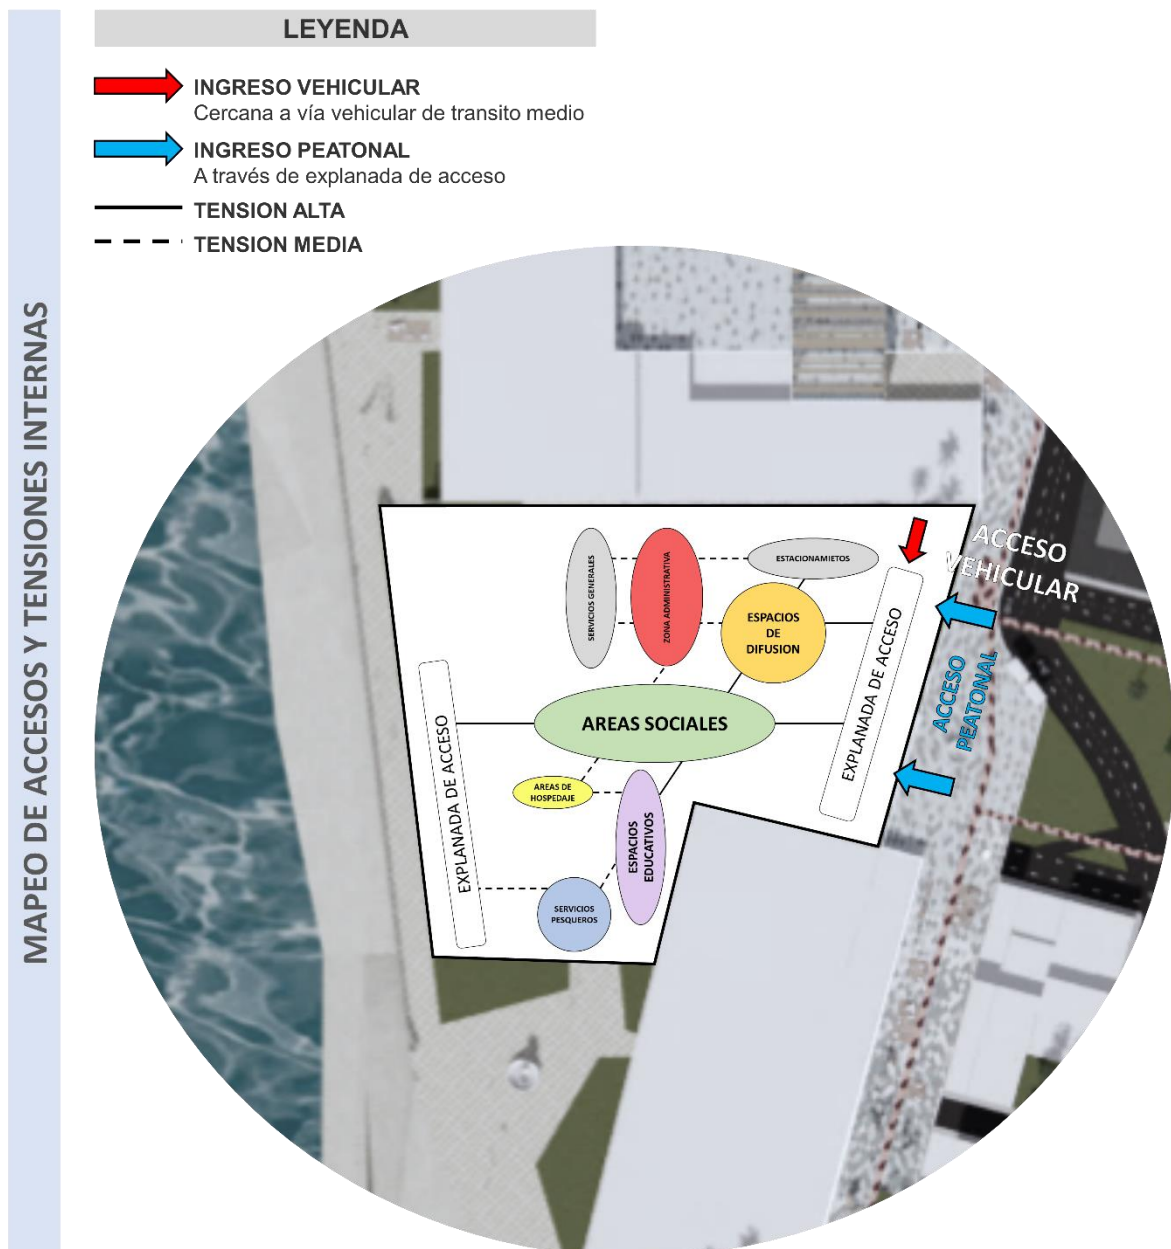 LEYENDA
INGRESO VEHICULAR
Cercana a vía vehicular de transito medio
INGRESO PEATONAL
A través de explanada de acceso
TENSION ALTA
TENSION MEDIA
MAPEO DE ACCESOS Y TENSIONES INTERNAS
ACCESO
VEHICULAR
SERVICIOS GENERALES
ZONA ADMINISTRATIVA
ESTACIONAMIETOS
ESPACIOS
DE
DIFUSION
EXPLANADA DE ACCESO
ACCESO
PEATONAL
AREAS SOCIALES
EXPLANADA DE ACCESO
AREAS DE
HOSPEDAJE
ESPACIOS
EDUCATIVOS
SERVICIOS
PESQUEROS